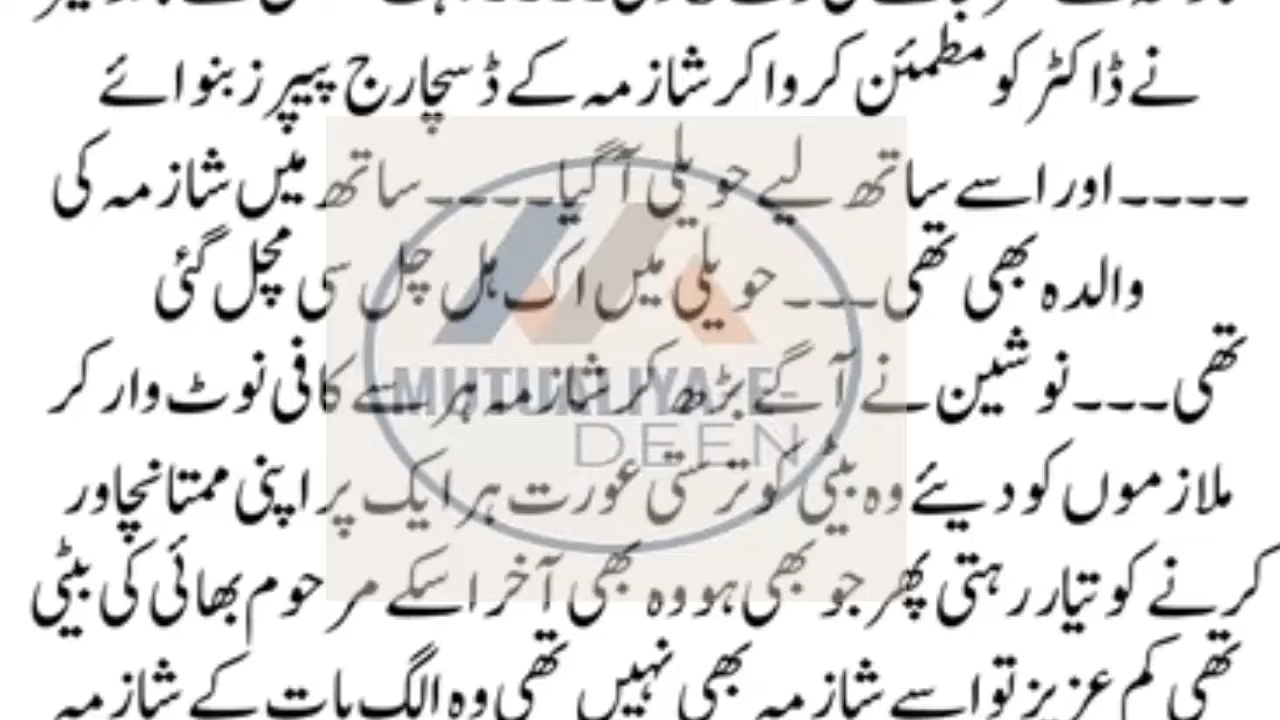 نے ڈاکٹر کو مطمئن کروا کر شازمہ کے ڈسچارج پیپرز بنوائے
۔۔۔۔اور اسے ساتھ لیے حویلی آ گیا۔۔۔۔ساتھ میں شازمہ کی
والدہ بھی تھی۔۔۔حویلی میں اک ہل چل سی مچل گئی
تھی۔۔۔نوشین نے آگے بڑھ کر شازمہ پر سے کافی نوٹ وار کر
ملازموں کو دیئے وہ بیٹی کو ترستی عورت ہر ایک پر اپنی ممتا نچاور
کرنے کو تیار رہتی پھر جو بھی ہو وہ بھی آخر اسکے مرحوم بھائی کی بیٹی
تھی کم عزیز تو اسے شازمہ بھی نہیں تھی وہ الگ بات کے شازمہ
MUTUALIYA-E-
DEEN